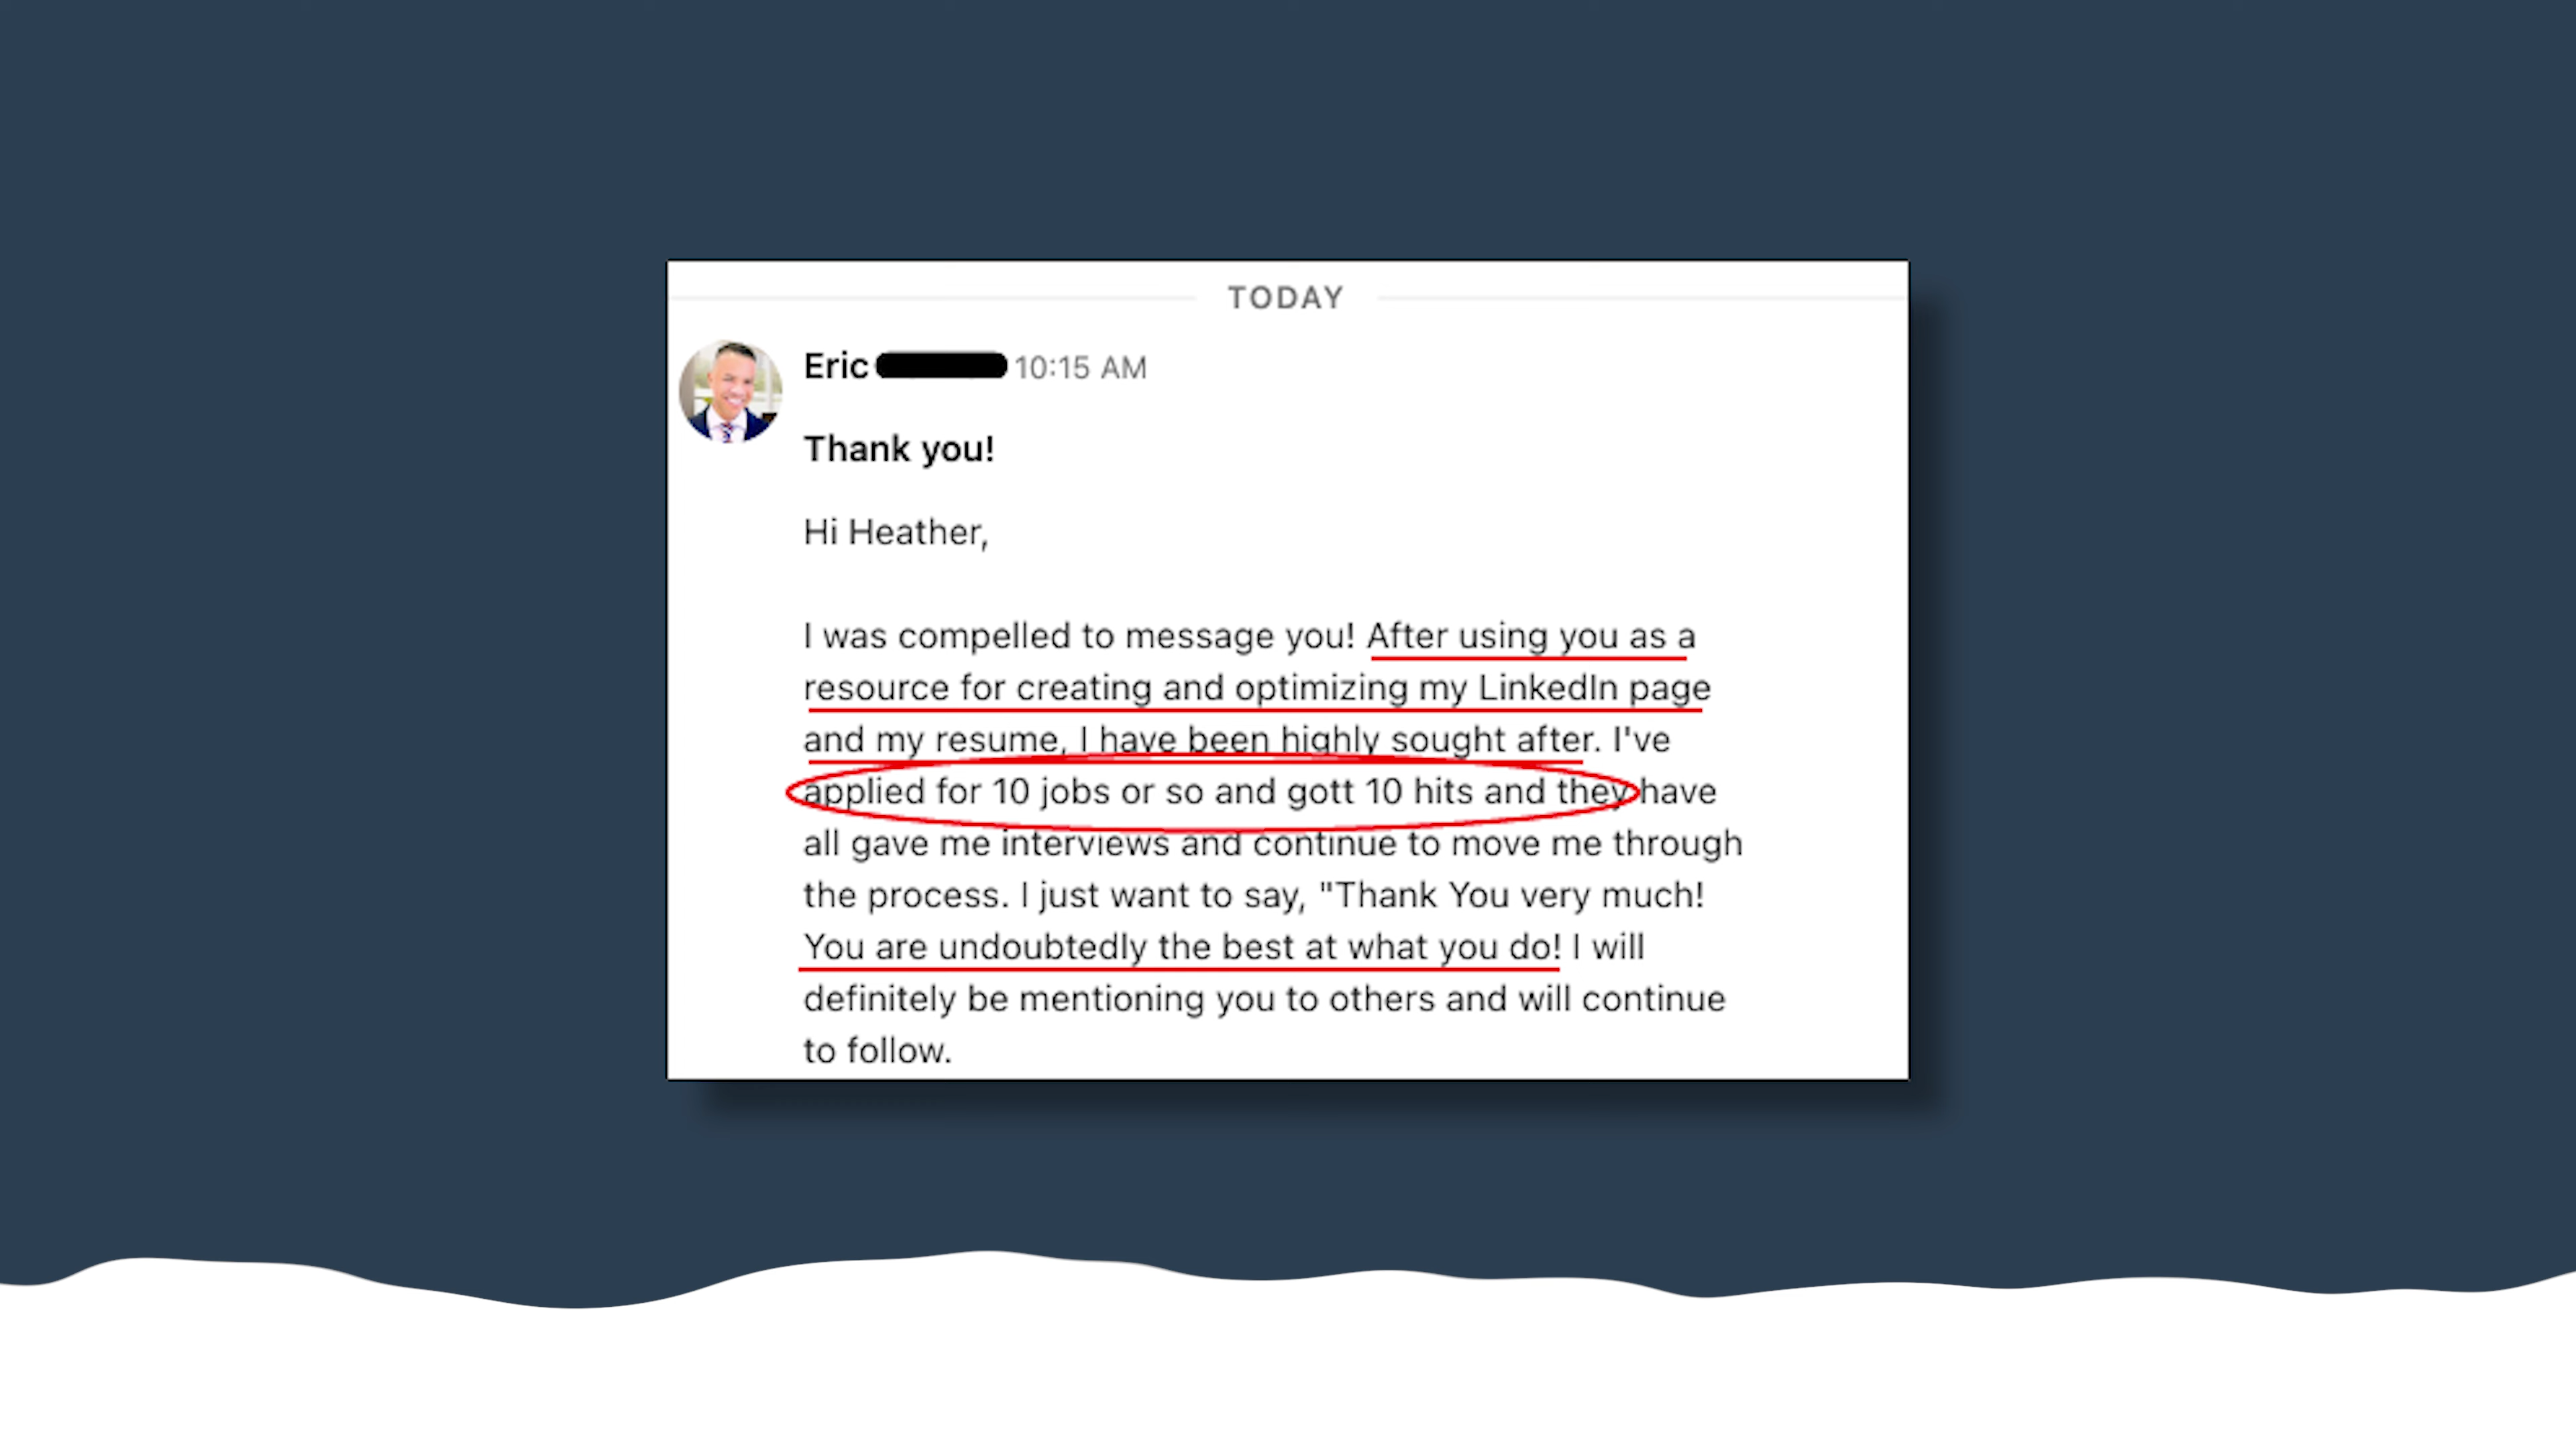 TODAY
Eric 10:15 AM
Thank you!
Hi Heather,
I was compelled to message you! After using you as a
resource for creating and optimizing my LinkedIn page
and my resume, I have been highly sought after. I've
applied for 10 jobs or so and gott 10 hits and they have
all gave me interviews and continue to move me through
the process. I just want to say, "Thank You very much!
You are undoubtedly the best at what you do! I will
definitely be mentioning you to others and will continue
to follow.